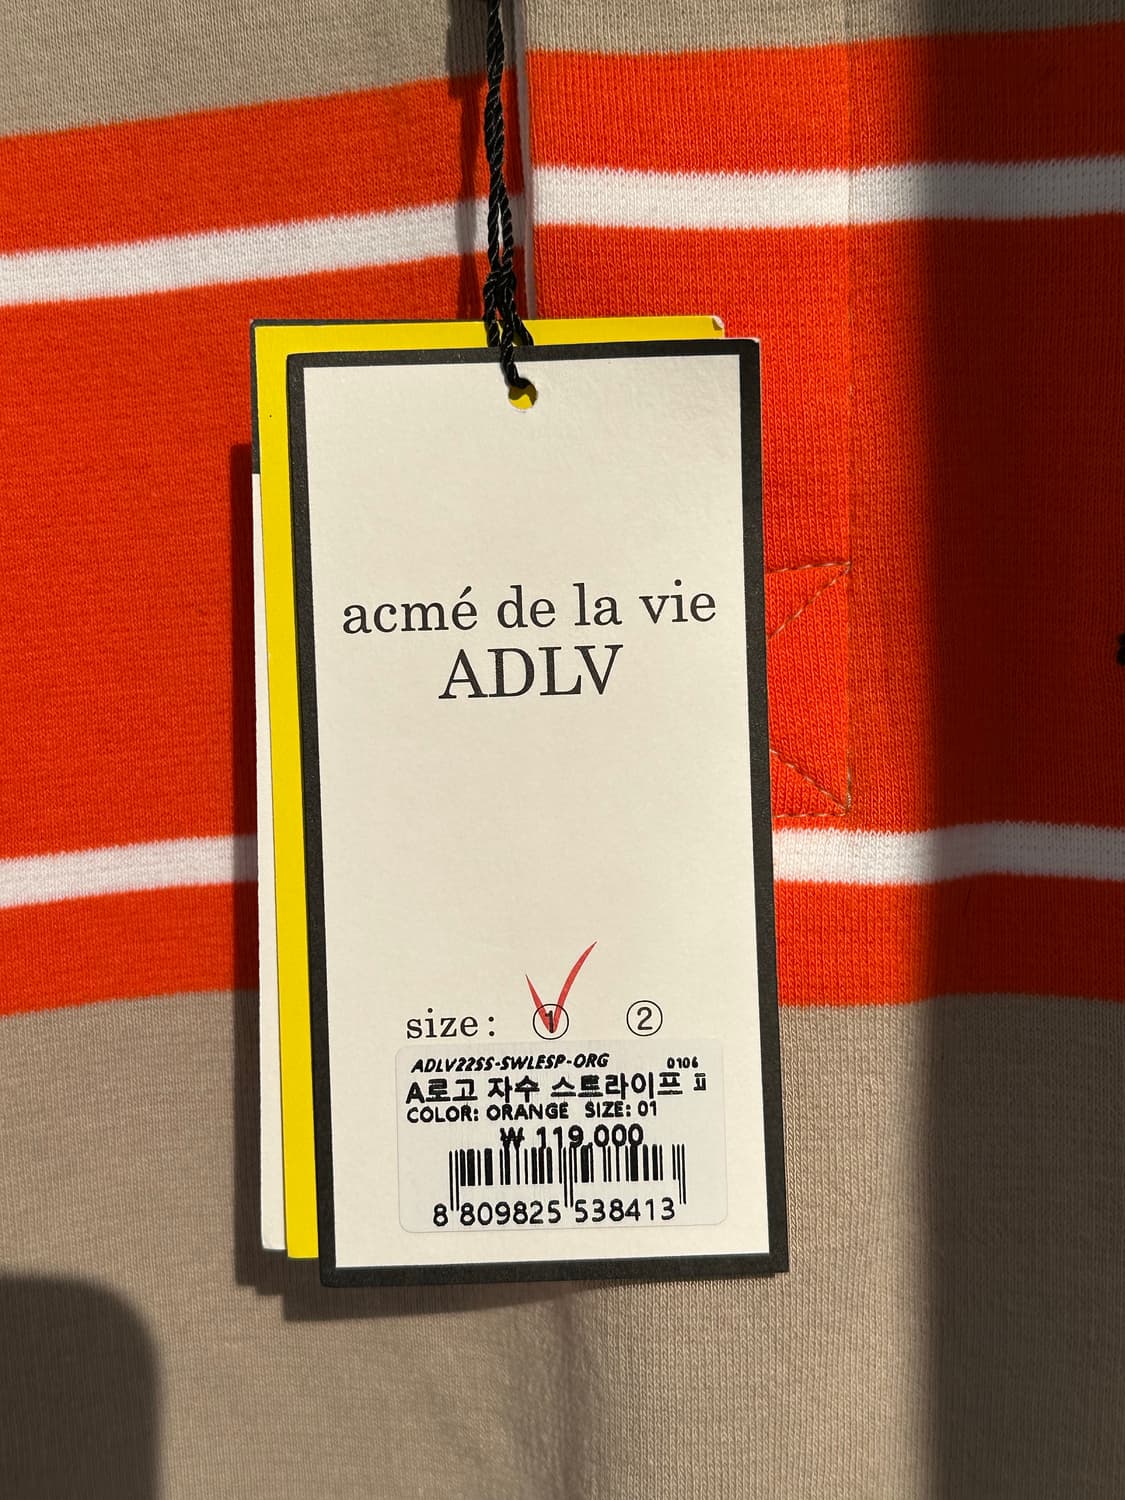 acmé de la vie
ADLV
size: ① ②
ADLV22SS-SWLESP-ORG 0106
A로고 자수 스트라이프 피
COLOR: ORANGE SIZE: 01
₩ 119,000
8 809825 538413